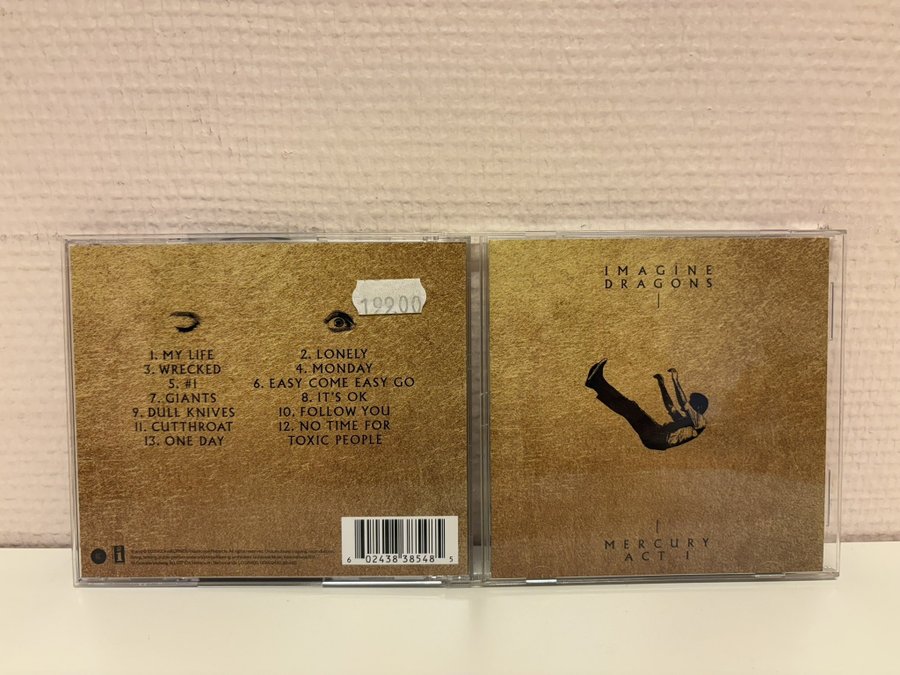 199.00
1. MY LIFE
2. LONELY
3. WRECKED
4. MONDAY
5. #1
6. EASY COME EASY GO
7. GIANTS
8. IT'S OK
9. DULL KNIVES
10. FOLLOW YOU
11. CUTTHROAT
12. NO TIME FOR
TOXIC PEOPLE
13. ONE DAY
6 02438 38548 5
IMAGINE
DRAGONS
MERCURY
ACT 1